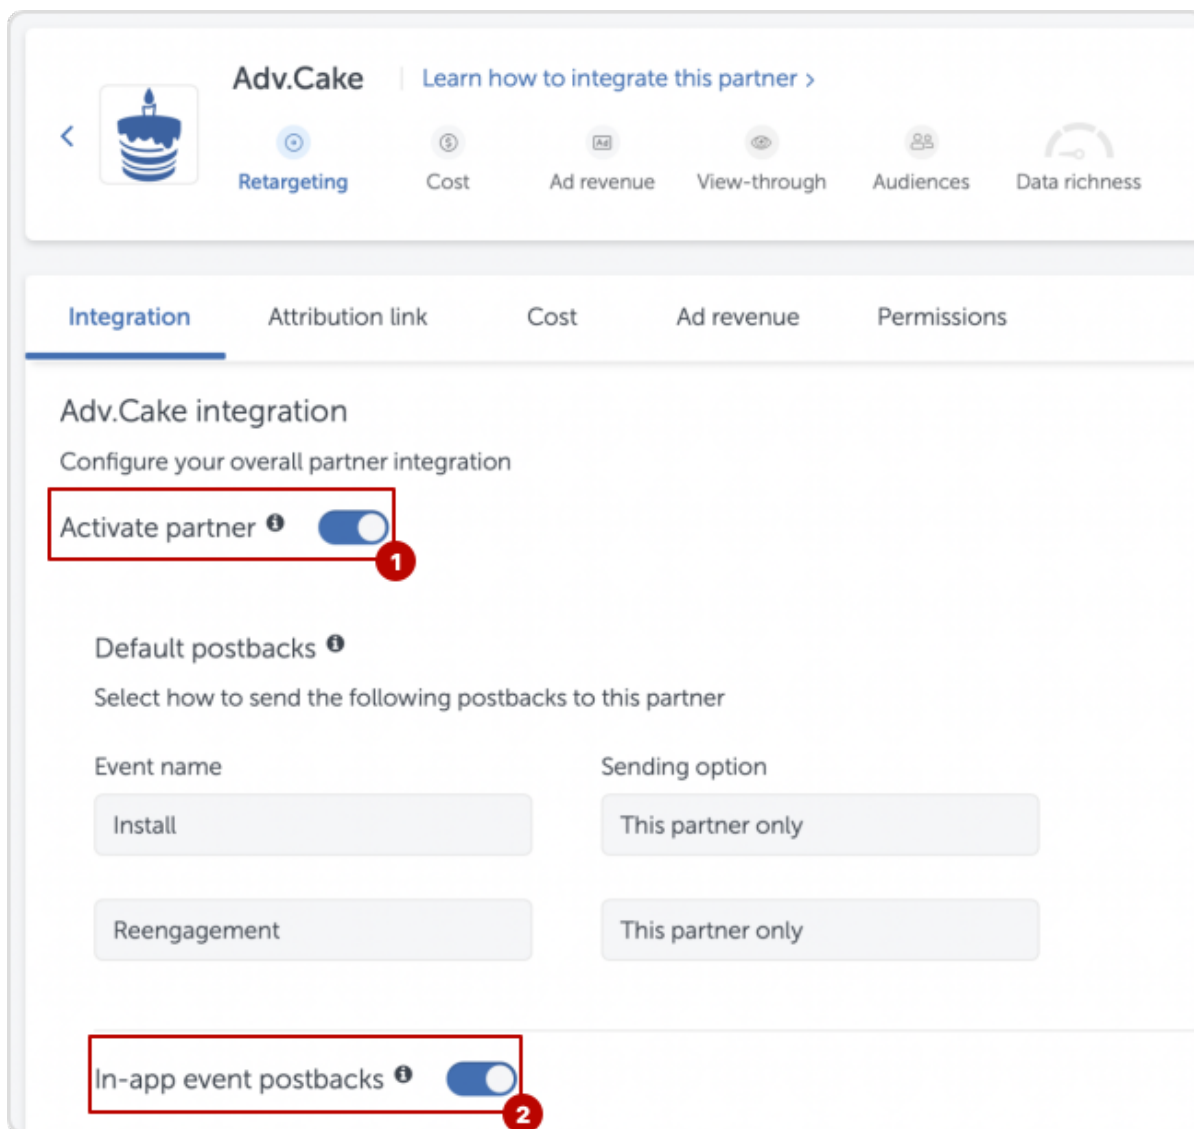 Adv.Cake Learn how to integrate this partner >
Ad
Retargeting Cost Ad revenue View-through Audiences Data richness
Integration Attribution link Cost Ad revenue Permissions
Adv.Cake integration
Configure your overall partner integration
Activate partner
1
Default postbacks
Select how to send the following postbacks to this partner
Event name Sending option
Install This partner only
Reengagement This partner only
In-app event postbacks
2